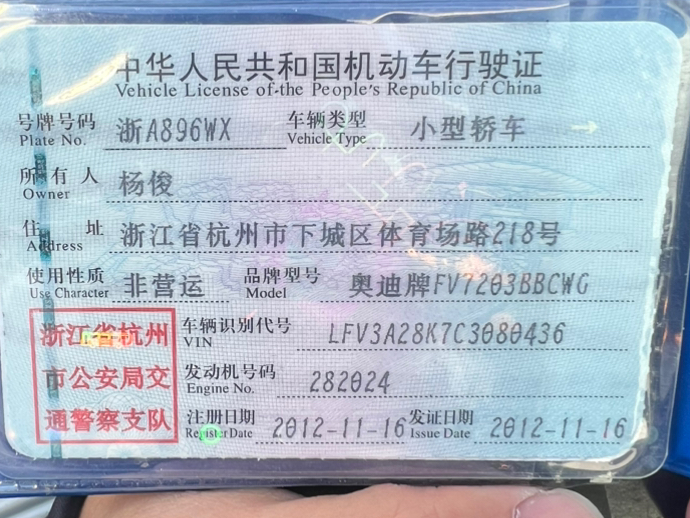 中华人民共和国机动车行驶证
Vehicle License of the People's Republic of China
号牌号码 浙A896WX 车辆类型 小型轿车
Plate No. Vehicle Type
所有人 杨俊
Owner
住址 浙江省杭州市下城区体育场路218号
Address
使用性质 非营运 品牌型号 奥迪牌FV7203BBCWG
Use Character Model
浙江省杭州 车辆识别代号 LFV3A28K7C3080436
VIN
市公安局交 发动机号码 282024
Engine No.
通警察支队 注册日期 2012-11-16 发证日期 2012-11-16
Register Date Issue Date